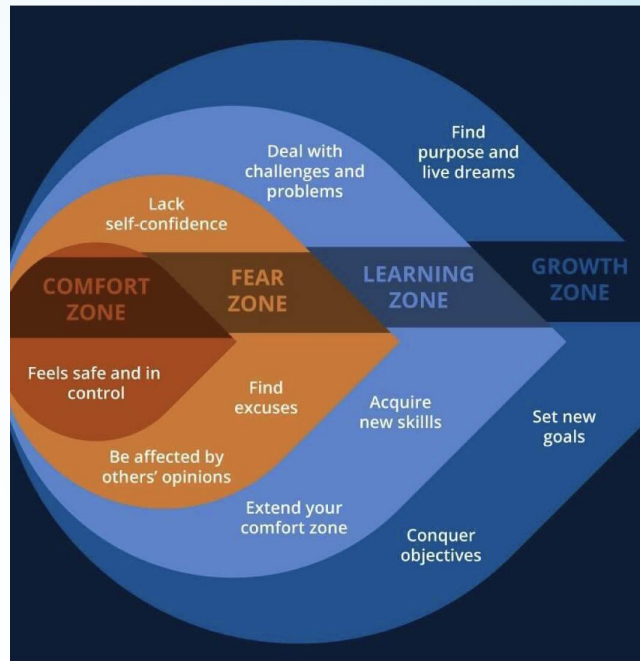 Find
purpose and
live dreams
Deal with
challenges and
problems
Lack
self-confidence
COMFORT
ZONE
FEAR
ZONE
LEARNING
ZONE
GROWTH
ZONE
Feels safe and in
control
Find
excuses
Be affected by
others’ opinions
Acquire
new skillls
Extend your
comfort zone
Set new
goals
Conquer
objectives